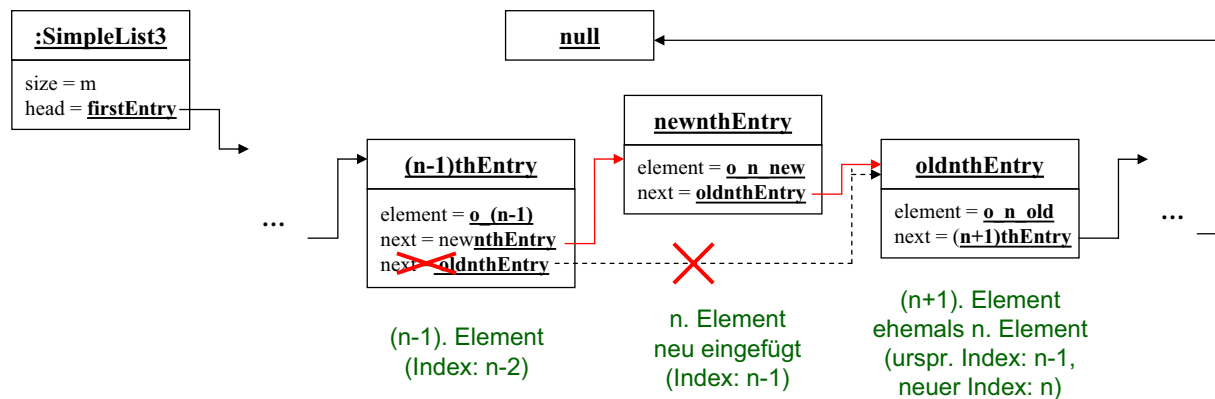 :SimpleList3
size = m
head = firstEntry
null
...
(n-1)thEntry
element = o_(n-1)
next = newnthEntry
next = oldnthEntry
newnthEntry
element = o_n_new
next = oldnthEntry
oldnthEntry
element = o_n_old
next = (n+1)thEntry
...
(n-1). Element
(Index: n-2)
n. Element
neu eingefügt
(Index: n-1)
(n+1). Element
ehemals n. Element
(urspr. Index: n-1,
neuer Index: n)